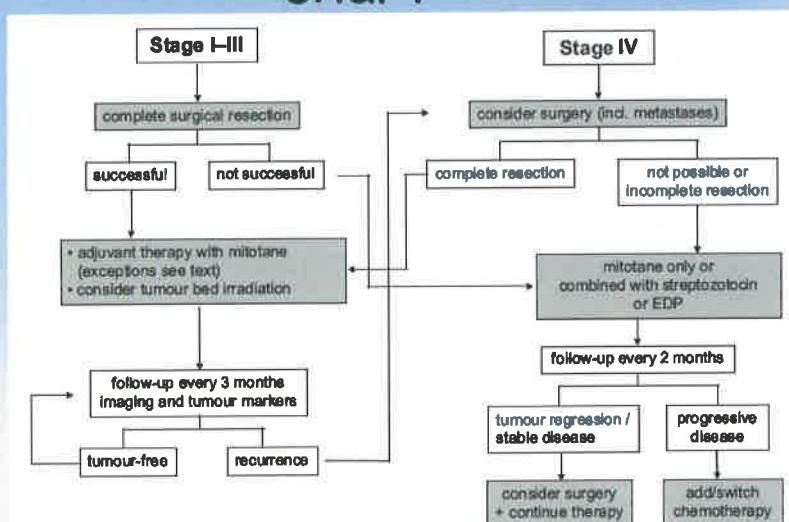 Stage I–III
complete surgical resection
successful
not successful
• adjuvant therapy with mitotane
(exceptions see text)
• consider tumour bed irradiation
follow-up every 3 months
imaging and tumour markers
tumour-free
recurrence
Stage IV
consider surgery (incl. metastases)
complete resection
not possible or
incomplete resection
mitotane only or
combined with streptozotocin
or EDP
follow-up every 2 months
tumour regression /
stable disease
progressive
disease
consider surgery
+ continue therapy
add/switch
chemotherapy